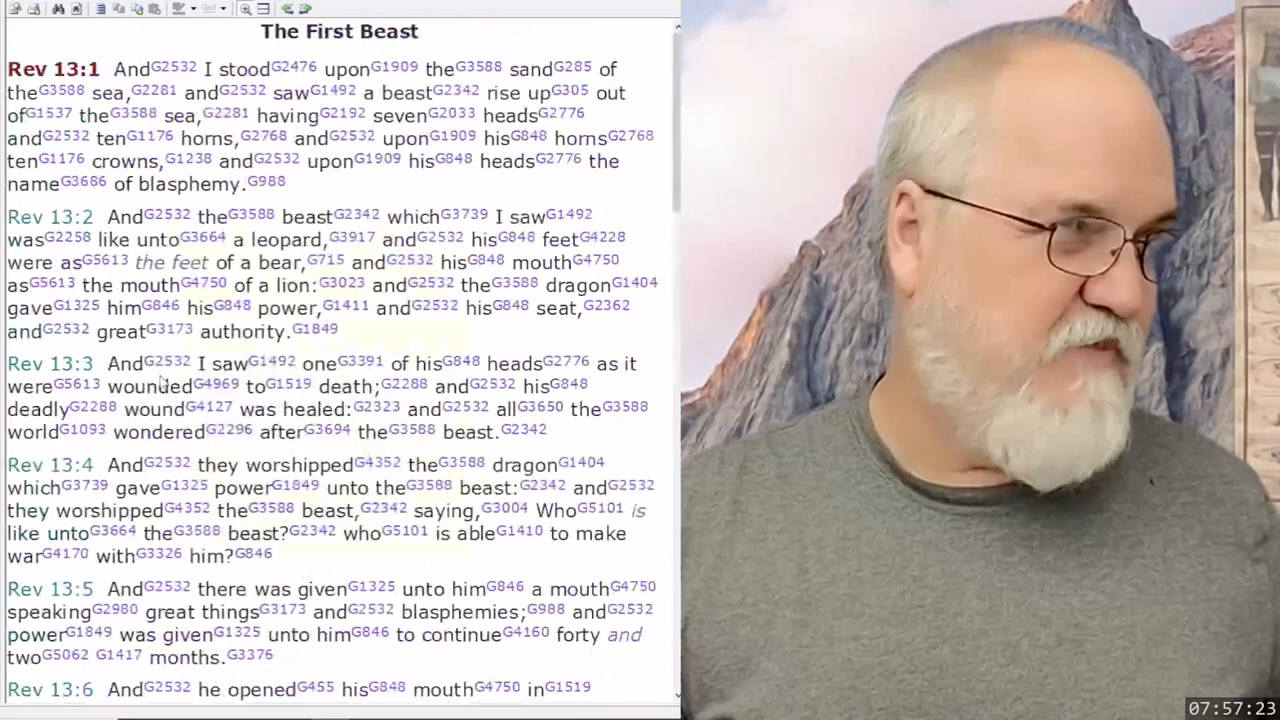 The First Beast
Rev 13:1 AndG2532 I stoodG2476 uponG1909 theG3588 sandG285 of
theG3588 sea,G2281 andG2532 sawG1492 a beastG2342 rise upG305 out
ofG1537 theG3588 sea,G2281 havingG2192 sevenG2033 headsG2776
andG2532 tenG1176 horns,G2768 andG2532 uponG1909 hisG848 hornsG2768
tenG1176 crowns,G1238 andG2532 uponG1909 hisG848 headsG2776 the
nameG3686 of blasphemy.G988
Rev 13:2 AndG2532 theG3588 beastG2342 whichG3739 I sawG1492
wasG2258 like untoG3664 a leopard,G3917 andG2532 hisG848 feetG4228
were asG5613 the feet of a bear,G715 andG2532 hisG848 mouthG4750
asG5613 the mouthG4750 of a lion:G3023 andG2532 theG3588 dragonG1404
gaveG1325 himG846 hisG848 power,G1411 andG2532 hisG848 seat,G2362
andG2532 greatG3173 authority.G1849
Rev 13:3 AndG2532 I sawG1492 oneG3391 of hisG848 headsG2776 as it
wereG5613 woundedG4969 toG1519 death;G2288 andG2532 hisG848
deadlyG2288 woundG4127 was healed:G2323 andG2532 allG3650 theG3588
worldG1093 wonderedG2296 afterG3694 theG3588 beast.G2342
Rev 13:4 AndG2532 they worshippedG4352 theG3588 dragonG1404
whichG3739 gaveG1325 powerG1849 unto theG3588 beast:G2342 andG2532
they worshippedG4352 theG3588 beast,G2342 saying,G3004 WhoG5101 is
like untoG3664 theG3588 beast?G2342 whoG5101 is ableG1410 to make
warG4170 withG3326 him?G846
Rev 13:5 AndG2532 there was givenG1325 unto himG846 a mouthG4750
speakingG2980 great thingsG3173 andG2532 blasphemies;G988 andG2532
powerG1849 was givenG1325 unto himG846 to continueG4160 forty and
twoG5062 G1417 months.G3376
Rev 13:6 AndG2532 he openedG455 hisG848 mouthG4750 inG1519
07:57:23